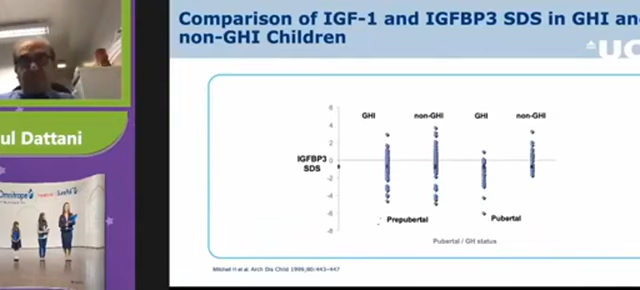 Comparison of IGF-1 and IGFBP3 SDS in GHI an
non-GHI Children
UC
ul Dattani
Omnitrope
GHI
non-GHI
GHI
non-GHI
6
4
2
0
-2
-4
-6
-8
IGFBP3
SDS
Prepubertal
Pubertal
Pubertal / GH status
Mitchell H et al. Arch Dis Child 1999;80:443-447